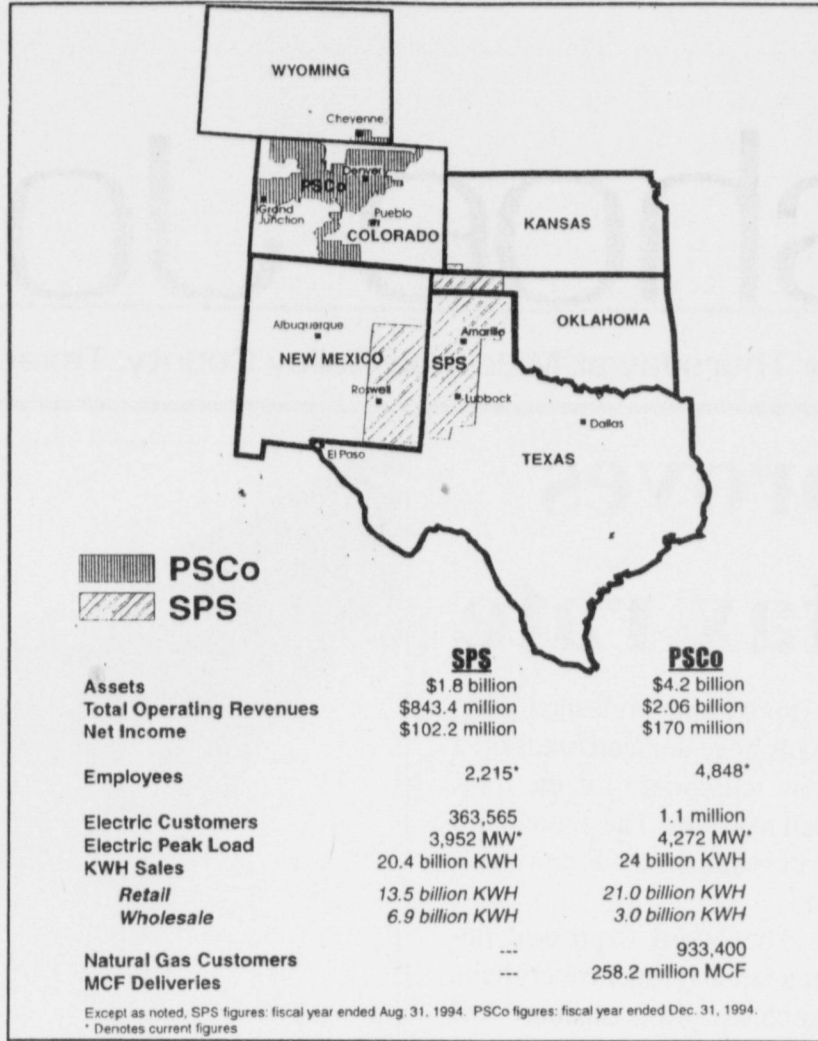 WYOMING
Cheyenne
Denver
PSCo
Grand
Junction
Pueblo
COLORADO
KANSAS
OKLAHOMA
Albuquerque
NEW MEXICO
Amarillo
SPS
Roswell
Lubbock
Dallas
El Paso
TEXAS
PSCo
SPS
SPS PSCo
Assets $1.8 billion $4.2 billion
Total Operating Revenues $843.4 million $2.06 billion
Net Income $102.2 million $170 million
Employees 2,215* 4,848*
Electric Customers 363,565 1.1 million
Electric Peak Load 3,952 MW* 4,272 MW*
KWH Sales 20.4 billion KWH 24 billion KWH
Retail 13.5 billion KWH 21.0 billion KWH
Wholesale 6.9 billion KWH 3.0 billion KWH
Natural Gas Customers --- 933,400
MCF Deliveries --- 258.2 million MCF
Except as noted, SPS figures: fiscal year ended Aug. 31, 1994. PSCo figures: fiscal year ended Dec. 31, 1994.
* Denotes current figures